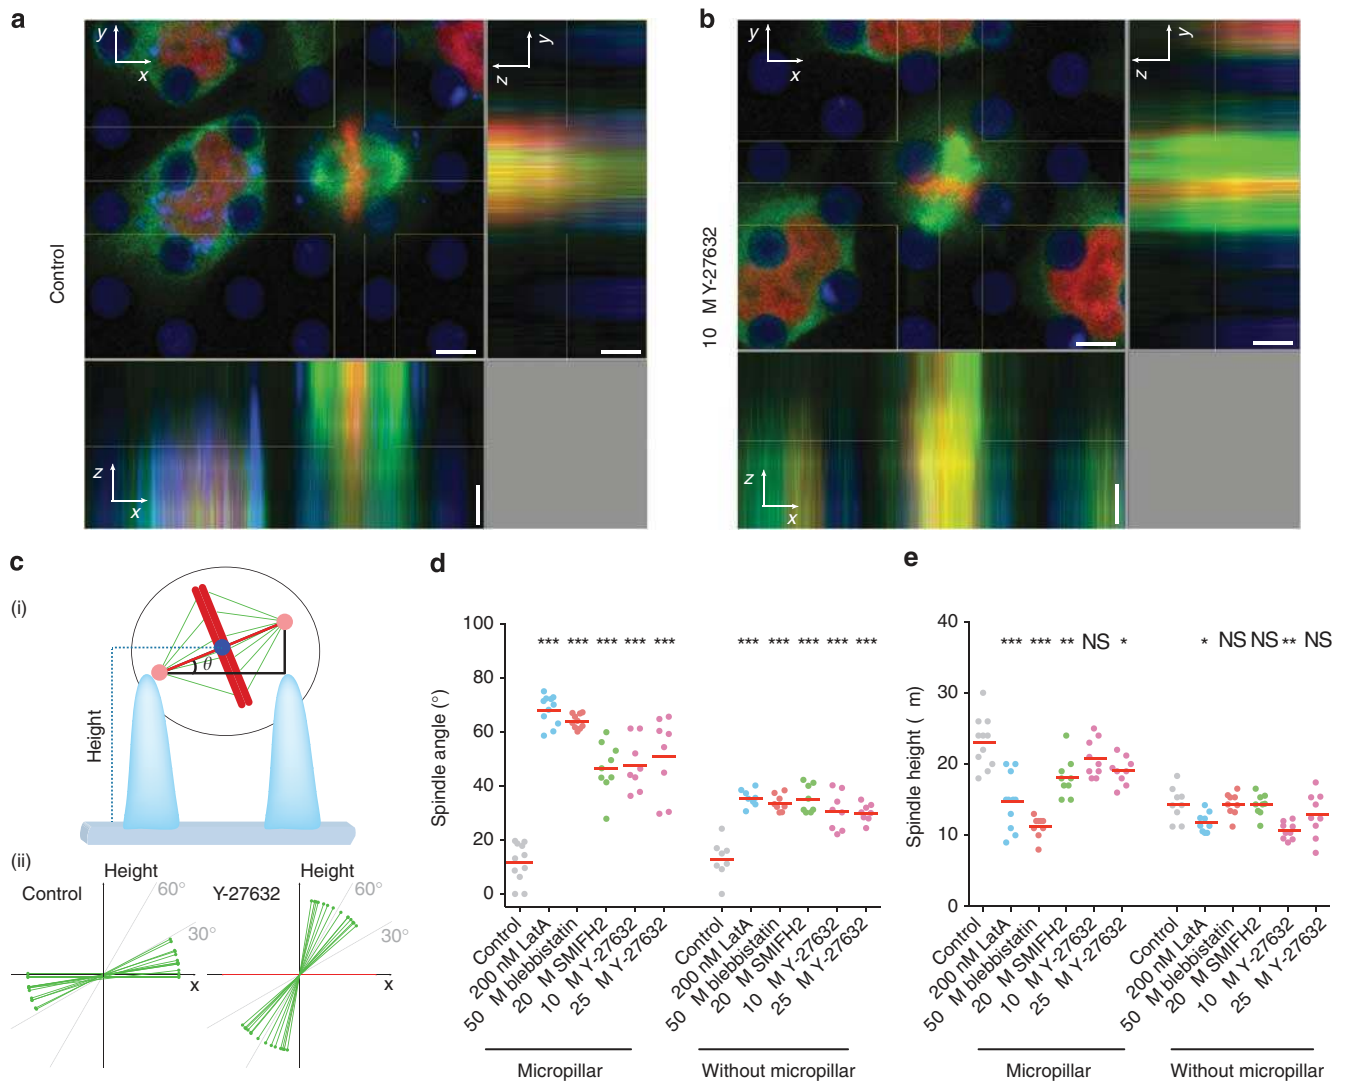 a
b
y
x
z
y
z
x
Control
y
x
z
y
z
x
10 M Y-27632
c
(i)
Height
θ
(ii)
Control
Height
60°
30°
x
Y-27632
Height
60°
30°
x
d
Spindle angle (°)
100
80
60
40
20
0
*** *** *** *** ***
*** *** *** *** ***
Control
200 nM LatA
50 M blebbistatin
20 M SMIFH2
10 M Y-27632
25 M Y-27632
Control
200 nM LatA
50 M blebbistatin
20 M SMIFH2
10 M Y-27632
25 M Y-27632
Micropillar
Without micropillar
e
Spindle height ( m)
40
30
20
10
0
*** *** ** NS *
* NS NS ** NS
Control
200 nM LatA
50 M blebbistatin
20 M SMIFH2
10 M Y-27632
25 M Y-27632
Control
200 nM LatA
50 M blebbistatin
20 M SMIFH2
10 M Y-27632
25 M Y-27632
Micropillar
Without micropillar